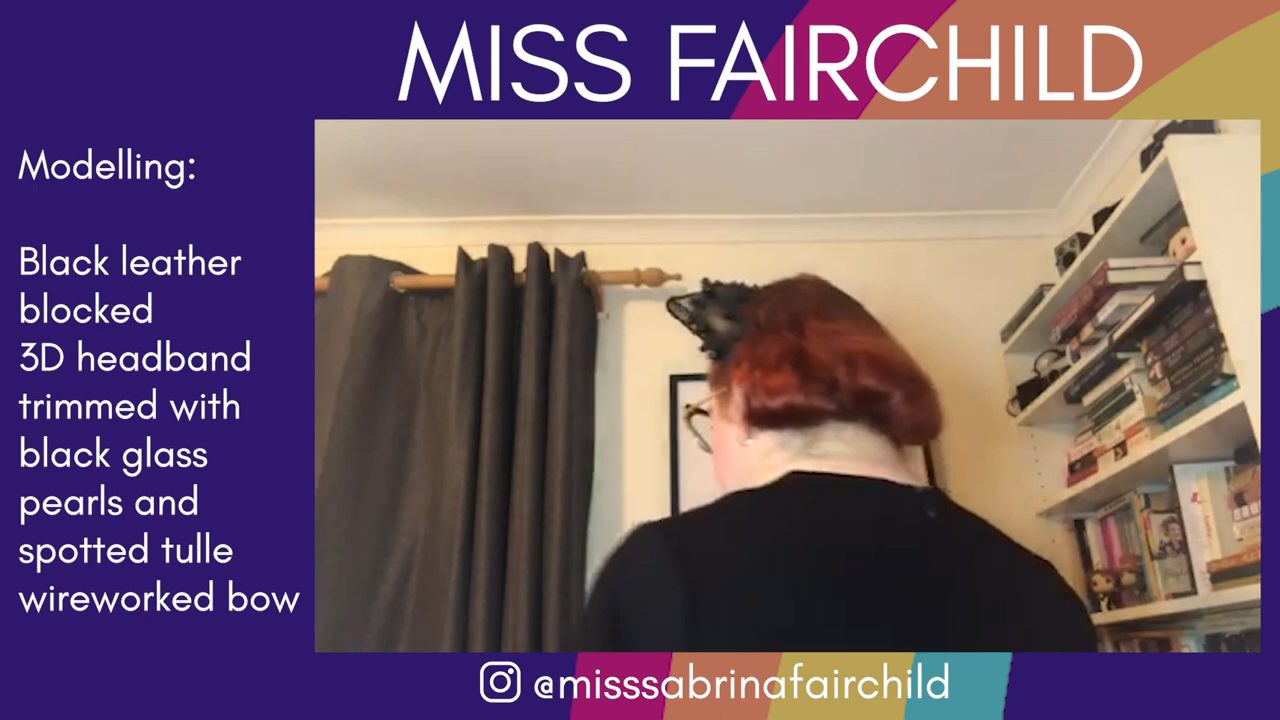 MISS FAIRCHILD
Modelling:
Black leather
blocked
3D headband
trimmed with
black glass
pearls and
spotted tulle
wireworked bow
@misssabrinafairchild